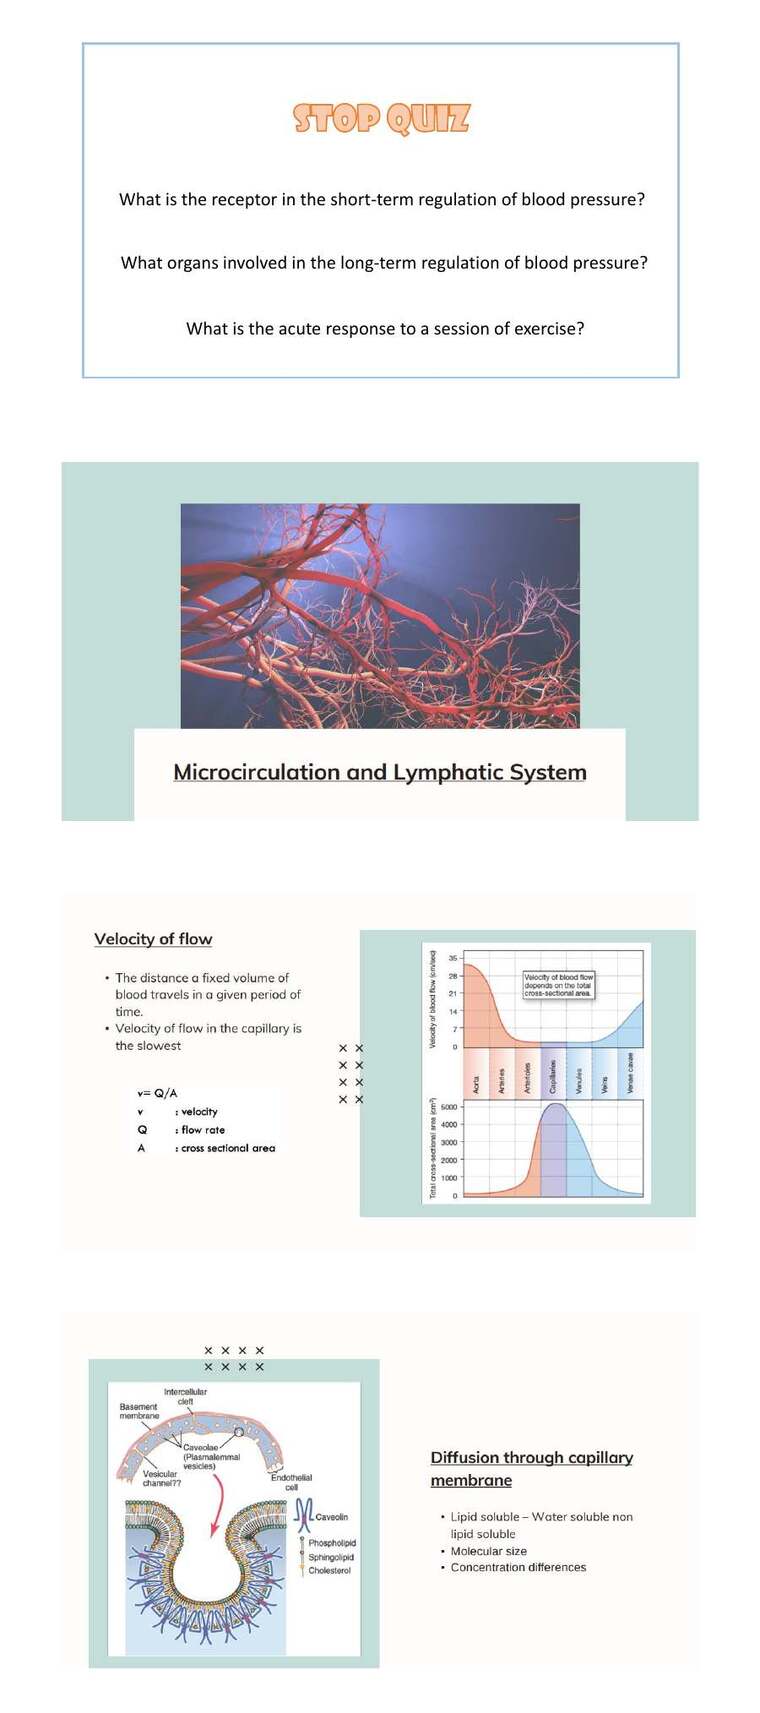 STOP QUIZ
What is the receptor in the short-term regulation of blood pressure?
What organs involved in the long-term regulation of blood pressure?
What is the acute response to a session of exercise?
Microcirculation and Lymphatic System
Velocity of flow
• The distance a fixed volume of
blood travels in a given period of
time.
• Velocity of flow in the capillary is
the slowest
v= Q/A
v : velocity
Q : flow rate
A : cross sectional area
Velocity of blood flow (cm/sec)
35
28
21
14
7
0
Velocity of blood flow
depends on the total
cross-sectional area.
Aorta
Arteries
Arterioles
Capillaries
Venules
Veins
Venae cavae
Total cross-sectional area (cm²)
5000
4000
3000
2000
1000
0
Intercellular
cleft
Basement
membrane
Caveolae
(Plasmalemmal
vesicles)
Vesicular
channel??
Endothelial
cell
Caveolin
Phospholipid
Sphingolipid
Cholesterol
Diffusion through capillary
membrane
• Lipid soluble – Water soluble non
lipid soluble
• Molecular size
• Concentration differences